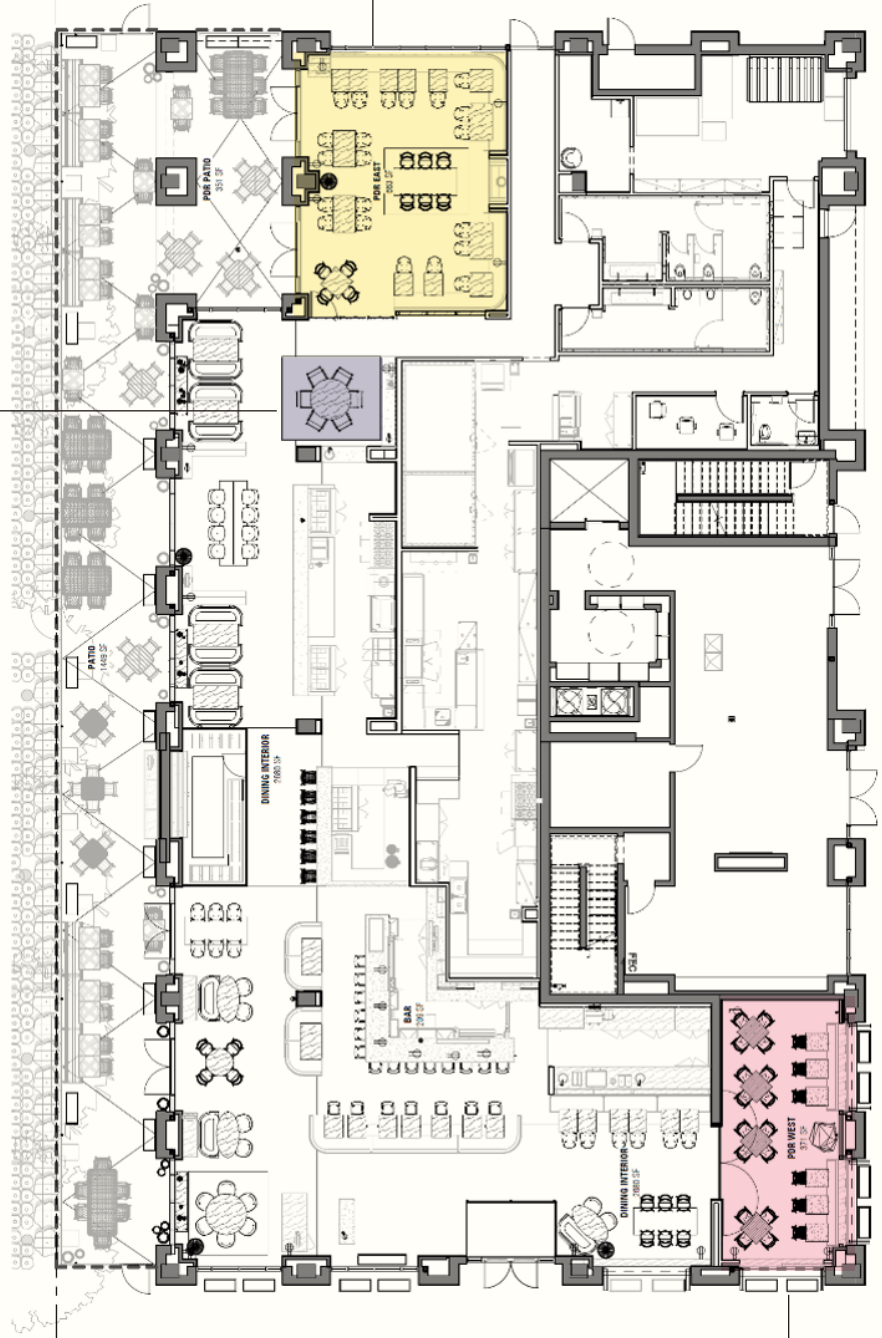 PDR PATIO
351 SF
PDR EAST
PATIO
1449 SF
DINING INTERIOR
2680 SF
BAR
FEC
PDR WEST
371 SF
DINING INTERIOR
2680 SF